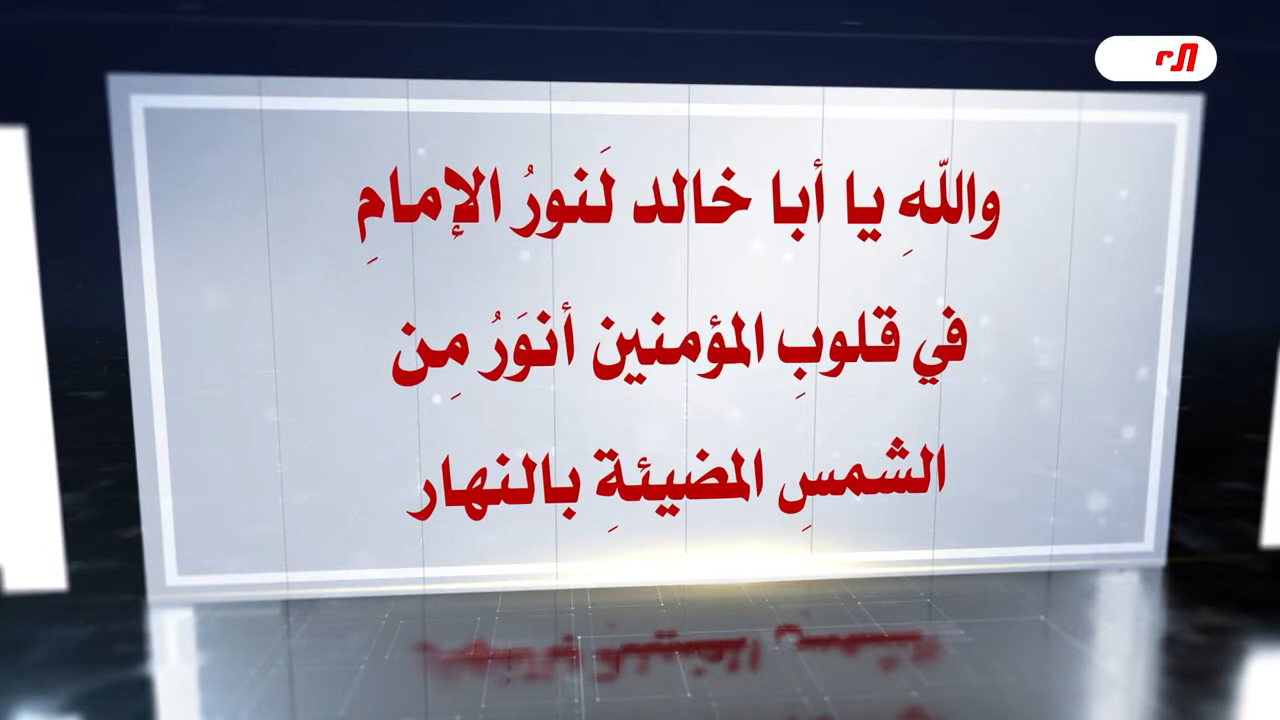 واللّهِ يا أبا خالد لَنورُ الإمامِ
في قلوبِ المؤمنين أنوَرُ مِن
الشمسِ المضيئةِ بالنهار